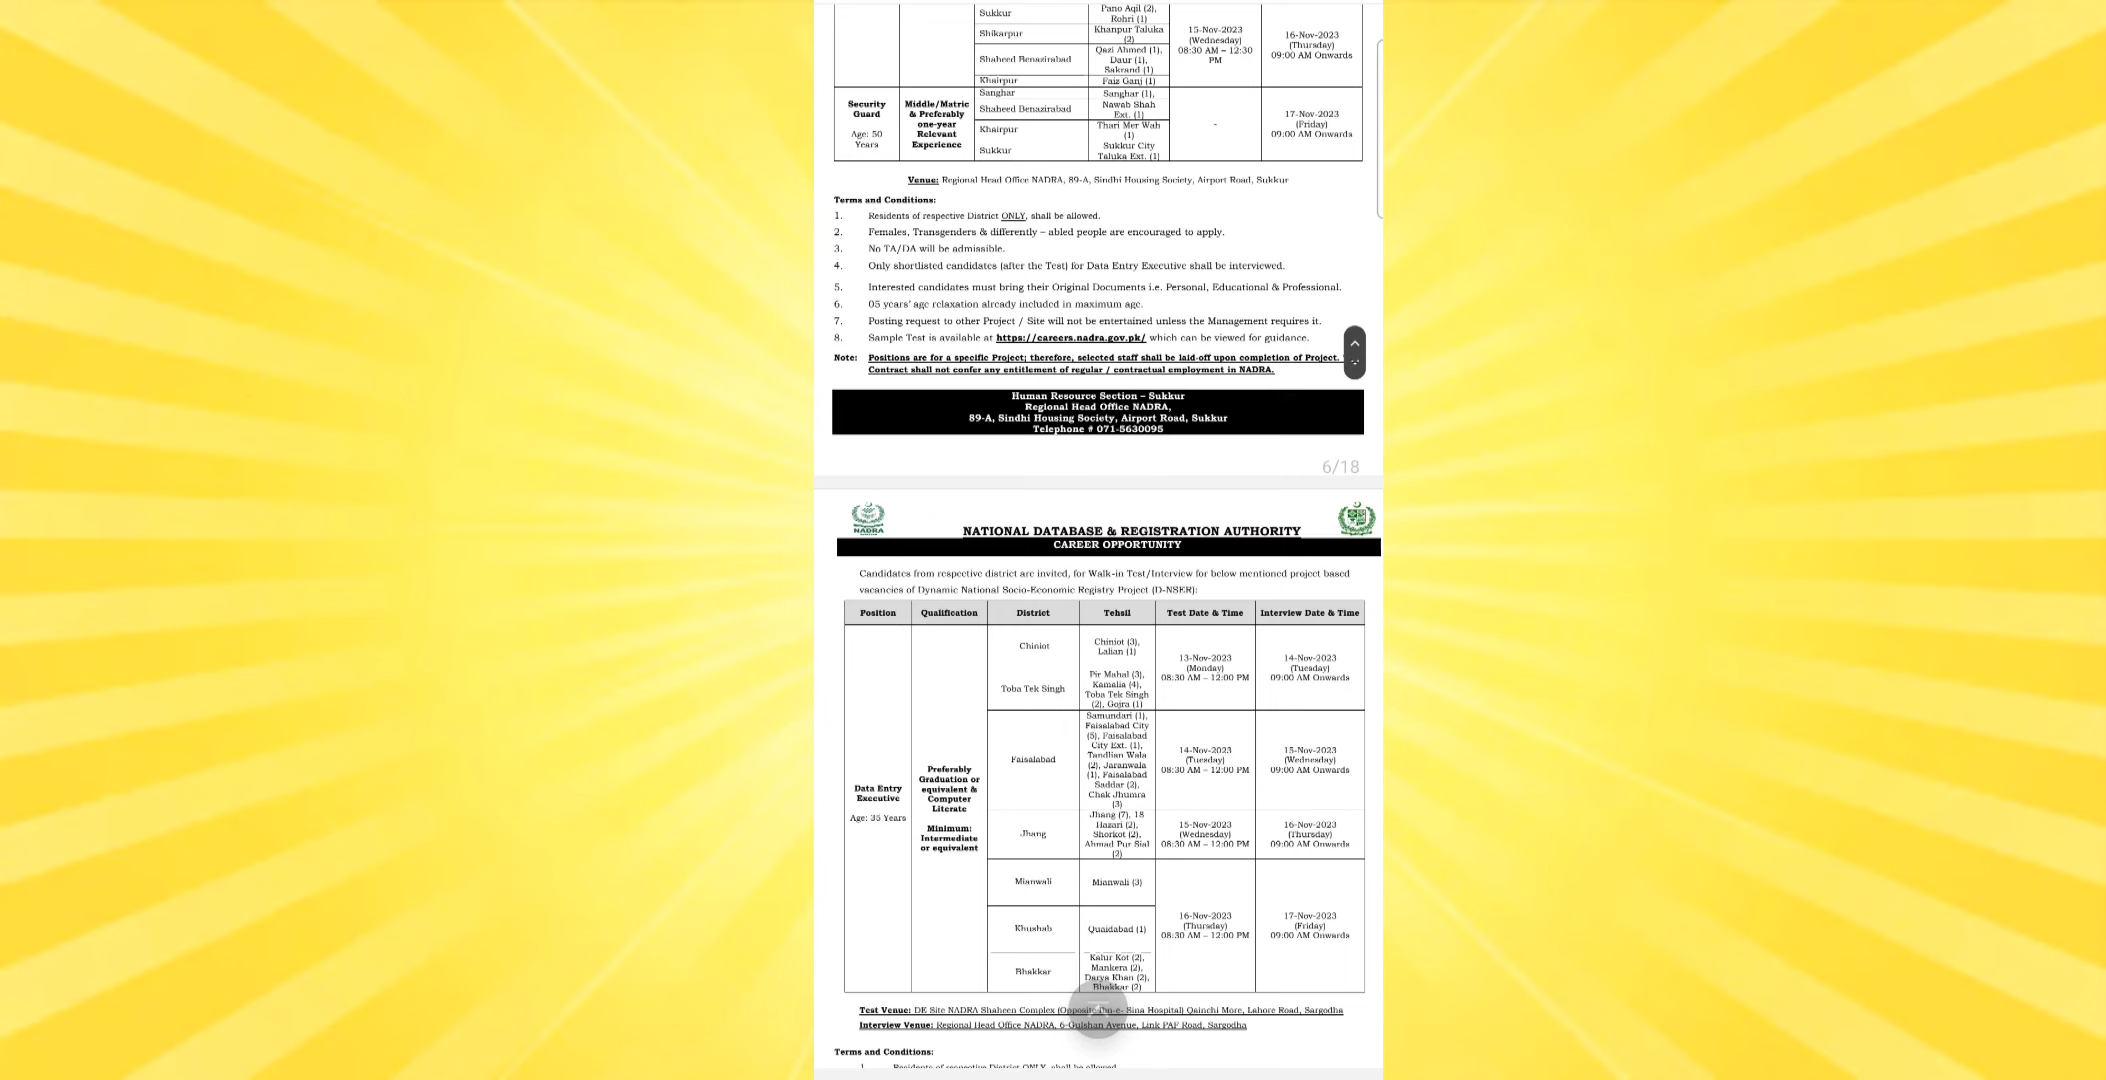 Sukkur
Pano Aqil (2),
Rohri (1)
Shikarpur
Khanpur Taluka
(2)
Shaheed Benazirabad
Qazi Ahmed (1),
Daur (1),
Sakrand (1)
Khairpur
Faiz Ganj (1)
15-Nov-2023
(Wednesday)
08:30 AM – 12:30
PM
16-Nov-2023
(Thursday)
09:00 AM Onwards
Security
Guard
Age: 50
Years
Middle/Matric
& Preferably
one-year
Relevant
Experience
Sanghar
Sanghar (1),
Shaheed Benazirabad
Nawab Shah
Ext. (1)
Khairpur
Thari Mer Wah
(1)
Sukkur
Sukkur City
Taluka Ext. (1)
-
17-Nov-2023
(Friday)
09:00 AM Onwards
Venue: Regional Head Office NADRA, 89-A, Sindhi Housing Society, Airport Road, Sukkur
Terms and Conditions:
1. Residents of respective District ONLY, shall be allowed.
2. Females, Transgenders & differently – abled people are encouraged to apply.
3. No TA/DA will be admissible.
4. Only shortlisted candidates (after the Test) for Data Entry Executive shall be interviewed.
5. Interested candidates must bring their Original Documents i.e. Personal, Educational & Professional.
6. 05 years' age relaxation already included in maximum age.
7. Posting request to other Project / Site will not be entertained unless the Management requires it.
8. Sample Test is available at https://careers.nadra.gov.pk/ which can be viewed for guidance.
Note: Positions are for a specific Project; therefore, selected staff shall be laid-off upon completion of Project.
Contract shall not confer any entitlement of regular / contractual employment in NADRA.
Human Resource Section – Sukkur
Regional Head Office NADRA,
89-A, Sindhi Housing Society, Airport Road, Sukkur
Telephone # 071-5630095
6/18
NADRA
NATIONAL DATABASE & REGISTRATION AUTHORITY
CAREER OPPORTUNITY
Candidates from respective district are invited, for Walk-in Test/Interview for below mentioned project based
vacancies of Dynamic National Socio-Economic Registry Project (D-NSER):
Position Qualification District Tehsil Test Date & Time Interview Date & Time
Data Entry
Executive
Age: 35 Years
Preferably
Graduation or
equivalent &
Computer
Literate
Minimum:
Intermediate
or equivalent
Chiniot
Chiniot (3),
Lalian (1)
Toba Tek Singh
Pir Mahal (3),
Kamalia (4),
Toba Tek Singh
(2), Gojra (1)
13-Nov-2023
(Monday)
08:30 AM – 12:00 PM
14-Nov-2023
(Tuesday)
09:00 AM Onwards
Faisalabad
Samundari (1),
Faisalabad City
(5), Faisalabad
City Ext. (1),
Tandlian Wala
(2), Jaranwala
(1), Faisalabad
Saddar (2),
Chak Jhumra
(3)
14-Nov-2023
(Tuesday)
08:30 AM – 12:00 PM
15-Nov-2023
(Wednesday)
09:00 AM Onwards
Jhang
Jhang (7), 18
Hazari (2),
Shorkot (2),
Ahmad Pur Sial
(2)
15-Nov-2023
(Wednesday)
08:30 AM – 12:00 PM
16-Nov-2023
(Thursday)
09:00 AM Onwards
Mianwali
Mianwali (3)
Khushab
Quaidabad (1)
Bhakkar
Kalur Kot (2),
Mankera (2),
Darya Khan (2),
Bhakkar (2)
16-Nov-2023
(Thursday)
08:30 AM – 12:00 PM
17-Nov-2023
(Friday)
09:00 AM Onwards
Test Venue: DE Site NADRA Shaheen Complex (Opposite Ibn-e- Sina Hospital) Qainchi More, Lahore Road, Sargodha
Interview Venue: Regional Head Office NADRA, 6-Gulshan Avenue, Link PAF Road, Sargodha
Terms and Conditions:
1. Residents of respective District ONLY, shall be allowed.